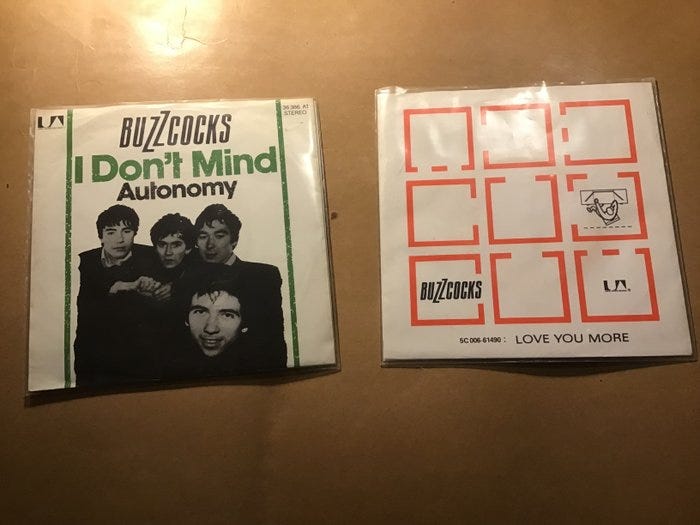 UA
36 386 AT
STEREO
BUZZCOCKS
I Don't Mind
Autonomy
BUZZCOCKS
UA
5C 006-61490 : LOVE YOU MORE